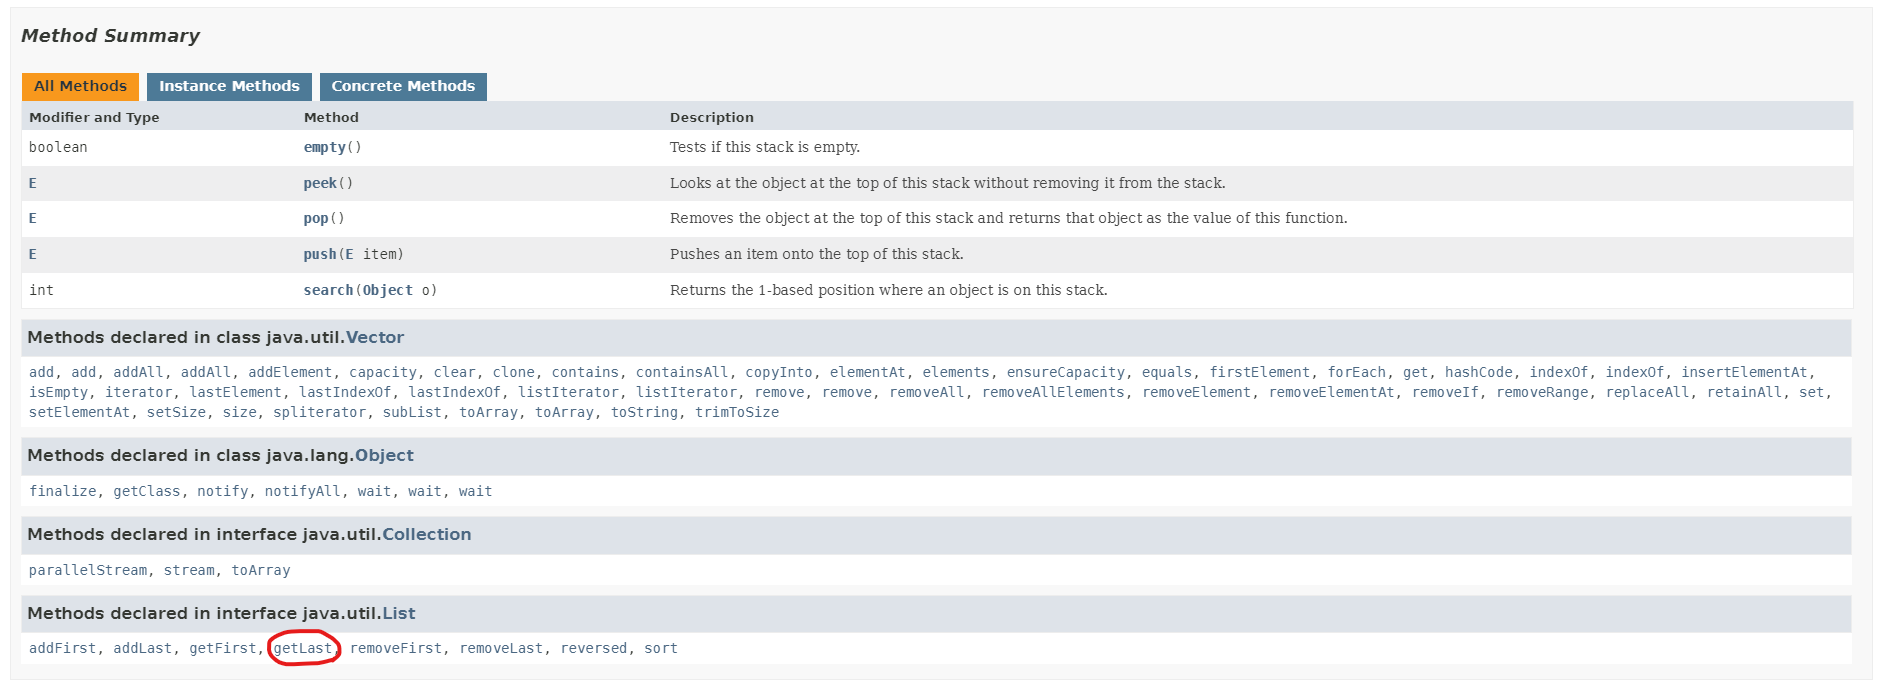 Method Summary
All Methods Instance Methods Concrete Methods
Modifier and Type Method Description
boolean empty() Tests if this stack is empty.
E peek() Looks at the object at the top of this stack without removing it from the stack.
E pop() Removes the object at the top of this stack and returns that object as the value of this function.
E push(E item) Pushes an item onto the top of this stack.
int search(Object o) Returns the 1-based position where an object is on this stack.
Methods declared in class java.util.Vector
add, add, addAll, addAll, addElement, capacity, clear, clone, contains, containsAll, copyInto, elementAt, elements, ensureCapacity, equals, firstElement, forEach, get, hashCode, indexOf, indexOf, insertElementAt,
isEmpty, iterator, lastElement, lastIndexOf, lastIndexOf, listIterator, listIterator, remove, remove, removeAll, removeAllElements, removeElement, removeElementAt, removeIf, removeRange, replaceAll, retainAll, set,
setElementAt, setSize, size, spliterator, subList, toArray, toArray, toString, trimToSize
Methods declared in class java.lang.Object
finalize, getClass, notify, notifyAll, wait, wait, wait
Methods declared in interface java.util.Collection
parallelStream, stream, toArray
Methods declared in interface java.util.List
addFirst, addLast, getFirst, getLast, removeFirst, removeLast, reversed, sort